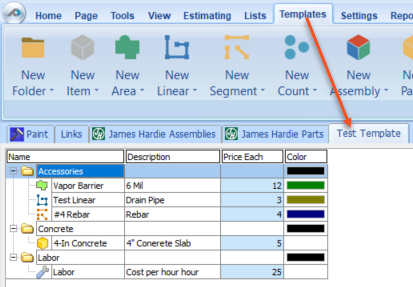 Home Page Tools View Estimating Lists Templates Settings Repo
New New New New New New New N
Folder Item Area Linear Segment Count Assembly Pa
Paint Links James Hardie Assemblies James Hardie Parts Test Template
Name Description Price Each Color
Accessories
Vapor Barrier 6 Mil 12
Test Linear Drain Pipe 3
#4 Rebar Rebar 4
Concrete
4-In Concrete 4" Conerete Slab 5
Labor
Labor Cost per hour hour 25